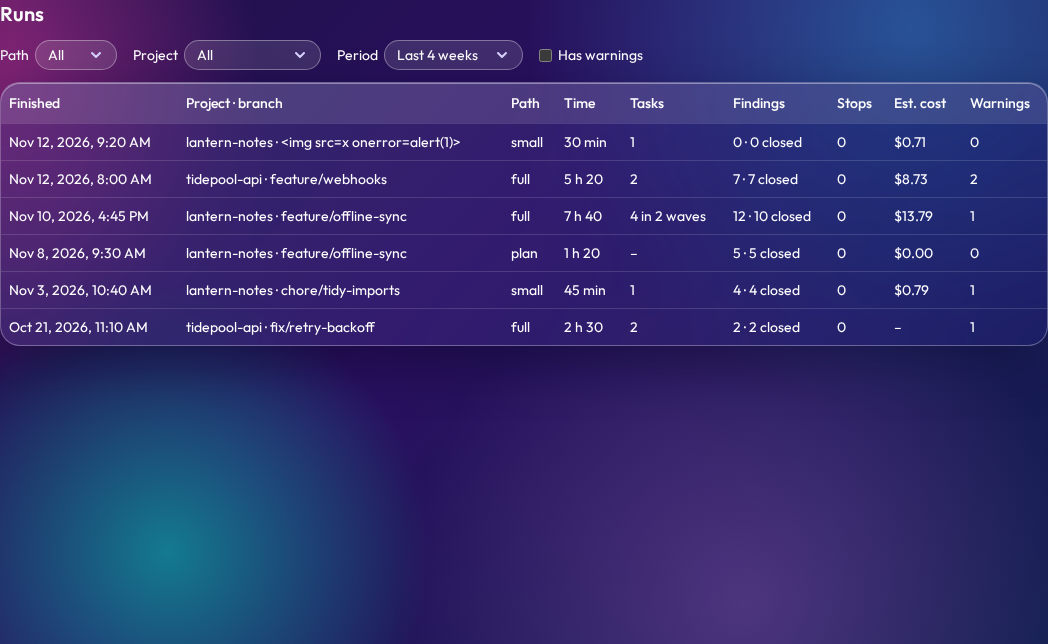 Runs
Path All Project All Period Last 4 weeks Has warnings
Finished Project · branch Path Time Tasks Findings Stops Est. cost Warnings
Nov 12, 2026, 9:20 AM lantern-notes · <img src=x onerror=alert(1)> small 30 min 1 0 · 0 closed 0 $0.71 0
Nov 12, 2026, 8:00 AM tidepool-api · feature/webhooks full 5 h 20 2 7 · 7 closed 0 $8.73 2
Nov 10, 2026, 4:45 PM lantern-notes · feature/offline-sync full 7 h 40 4 in 2 waves 12 · 10 closed 0 $13.79 1
Nov 8, 2026, 9:30 AM lantern-notes · feature/offline-sync plan 1 h 20 – 5 · 5 closed 0 $0.00 0
Nov 3, 2026, 10:40 AM lantern-notes · chore/tidy-imports small 45 min 1 4 · 4 closed 0 $0.79 1
Oct 21, 2026, 11:10 AM tidepool-api · fix/retry-backoff full 2 h 30 2 2 · 2 closed 0 – 1